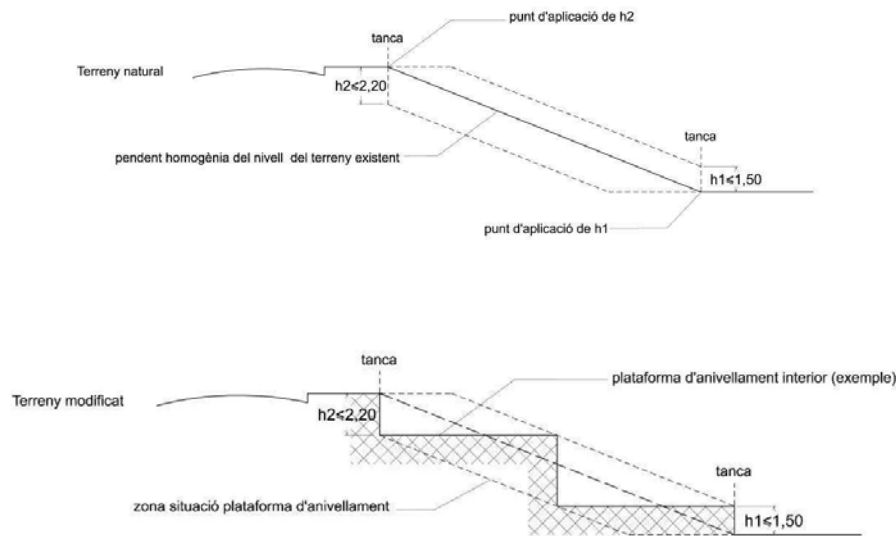 punt d'aplicació de h2
tanca
Terreny natural
h2≤2,20
tanca
pendent homogènia del nivell del terreny existent
h1≤1,50
punt d'aplicació de h1
tanca
plataforma d'anivellament interior (exemple)
Terreny modificat
h2≤2,20
tanca
zona situació plataforma d'anivellament
h1≤1,50